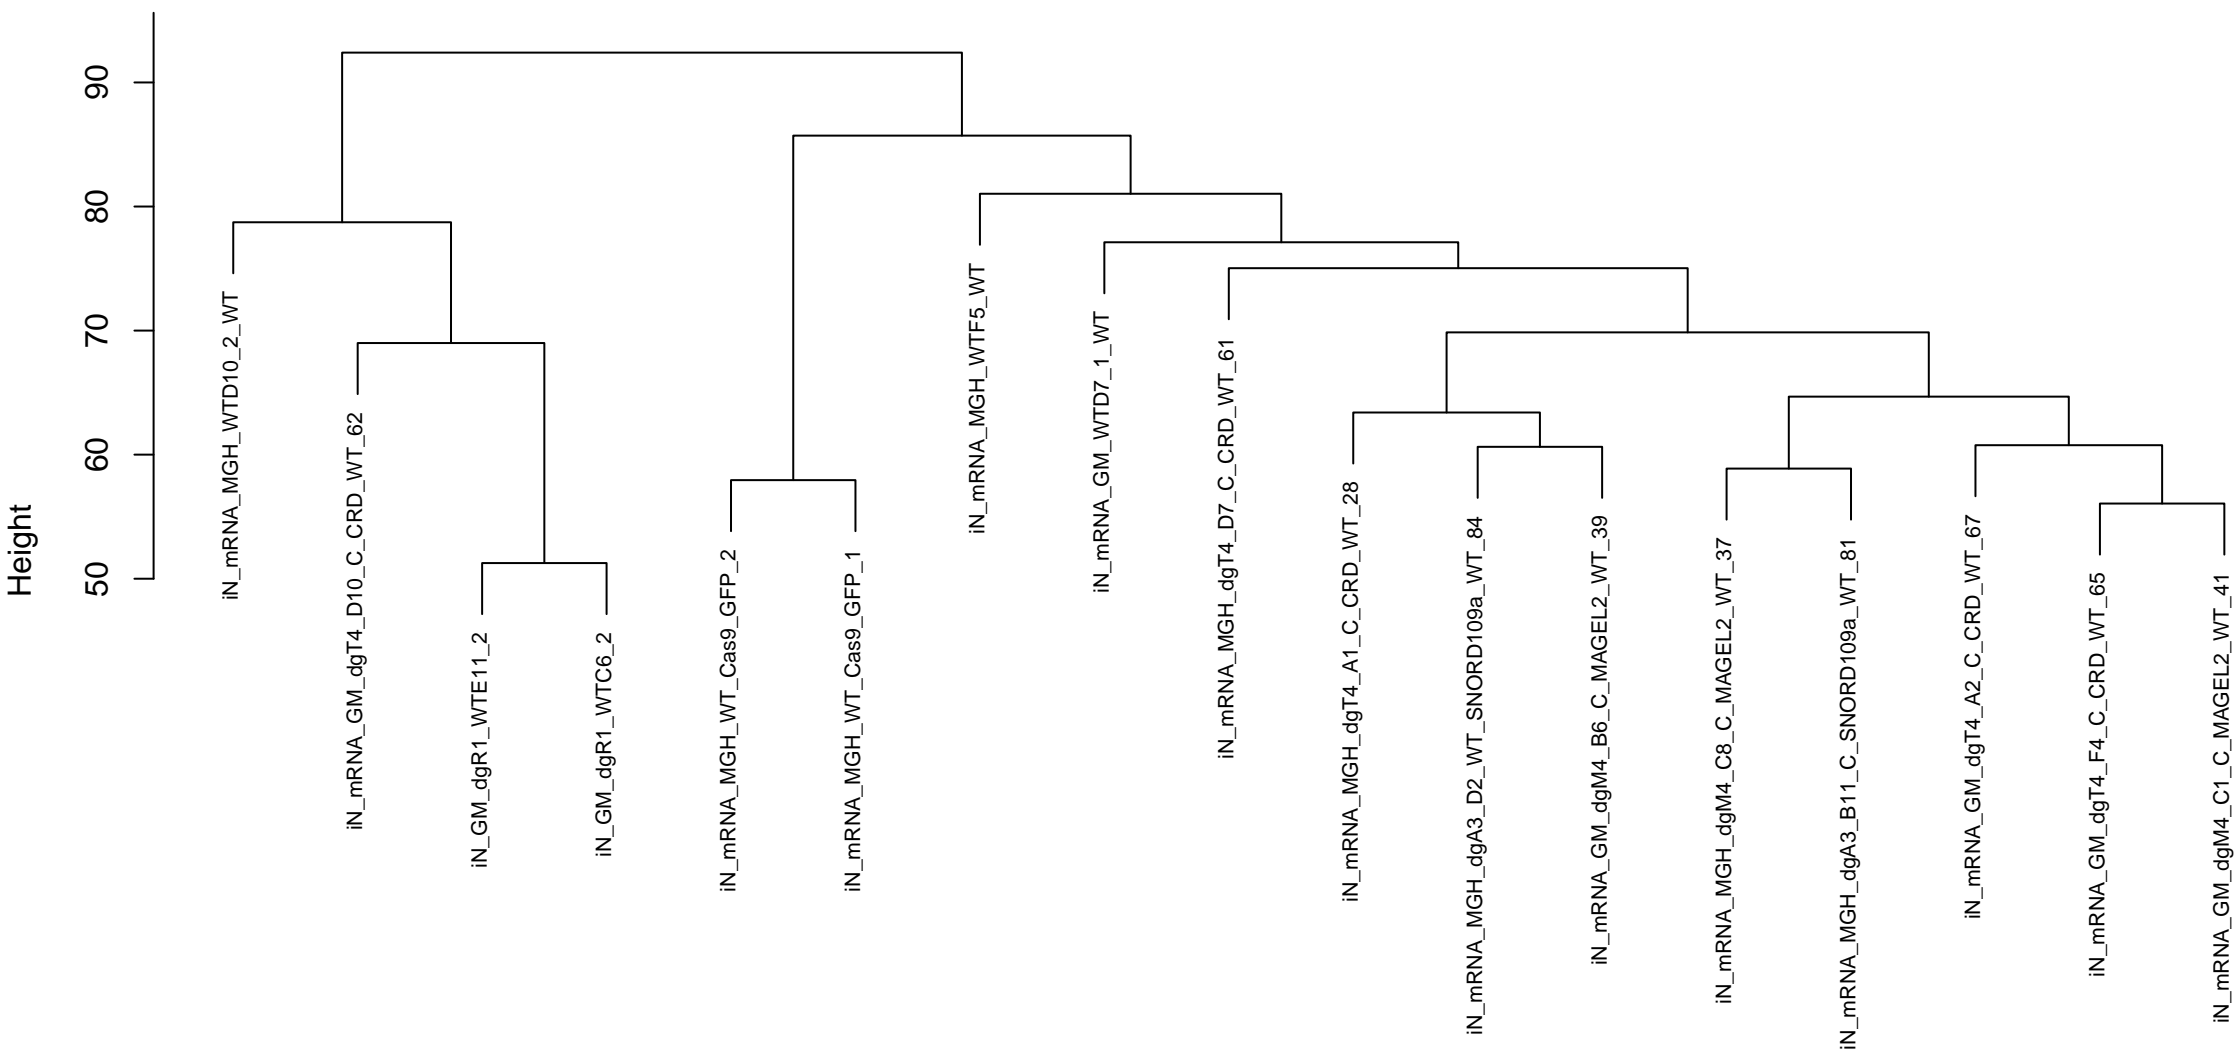 Height
90
80
70
60
50
iN_mRNA_MGH_WTD10_2_WT
iN_mRNA_GM_dgT4_D10_C_CRD_WT_62
iN_GM_dgR1_WTE11_2
iN_GM_dgR1_WTC6_2
iN_mRNA_MGH_WT_Cas9_GFP_2
iN_mRNA_MGH_WT_Cas9_GFP_1
iN_mRNA_MGH_WTF5_WT
iN_mRNA_GM_WTD7_1_WT
iN_mRNA_MGH_dgT4_D7_C_CRD_WT_61
iN_mRNA_MGH_dgT4_A1_C_CRD_WT_28
iN_mRNA_MGH_dgA3_D2_WT_SNORD109a_WT_84
iN_mRNA_GM_dgM4_B6_C_MAGEL2_WT_39
iN_mRNA_MGH_dgM4_C8_C_MAGEL2_WT_37
iN_mRNA_MGH_dgA3_B11_C_SNORD109a_WT_81
iN_mRNA_GM_dgT4_A2_C_CRD_WT_67
iN_mRNA_GM_dgT4_F4_C_CRD_WT_65
iN_mRNA_GM_dgM4_C1_C_MAGEL2_WT_41